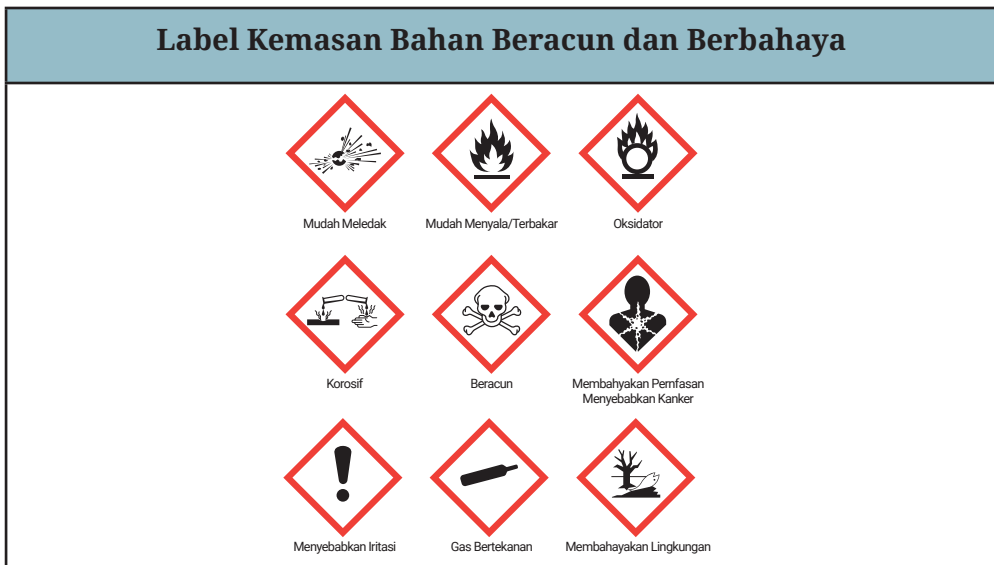 Label Kemasan Bahan Beracun dan Berbahaya
Mudah Meledak
Mudah Menyala/Terbakar
Oksidator
Korosif
Beracun
Membahyakan Pernfasan
Menyebabkan Kanker
Menyebabkan Iritasi
Gas Bertekanan
Membahayakan Lingkungan